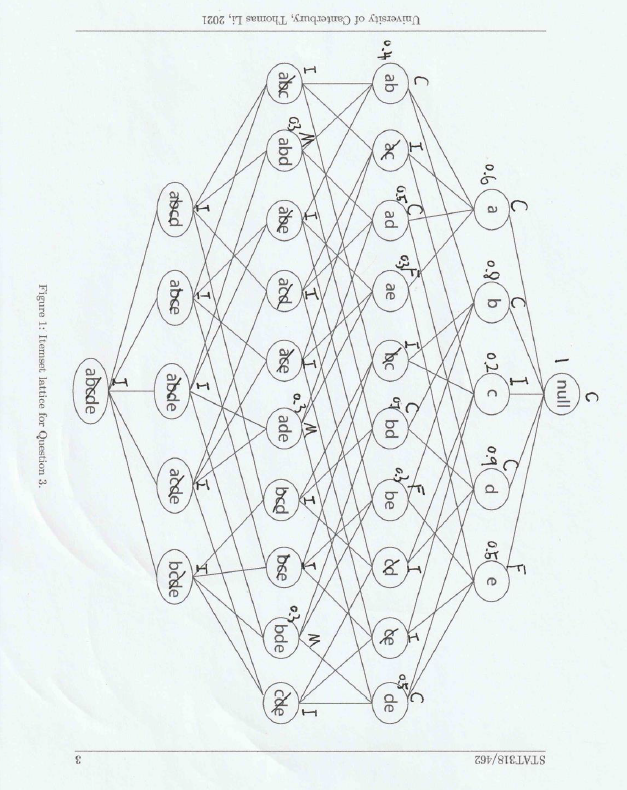 STAT318/462
3
C
1 null
C C I C F
0.6 0.8 0.2 0.9 0.5
a b c d e
C I C F I C F I I C
0.4 0.5 0.3 0.7 0.3 0.5
ab ac ad ae bc bd be cd ce de
I M I I I M I I M I
0.3 0.3 0.3
abc abd abe acd ace ade bcd bce bde cde
I I I I I
abcd abce abde acde bcde
I
abcde
Figure 1: Itemset lattice for Question 3.
University of Canterbury, Thomas Li, 2021